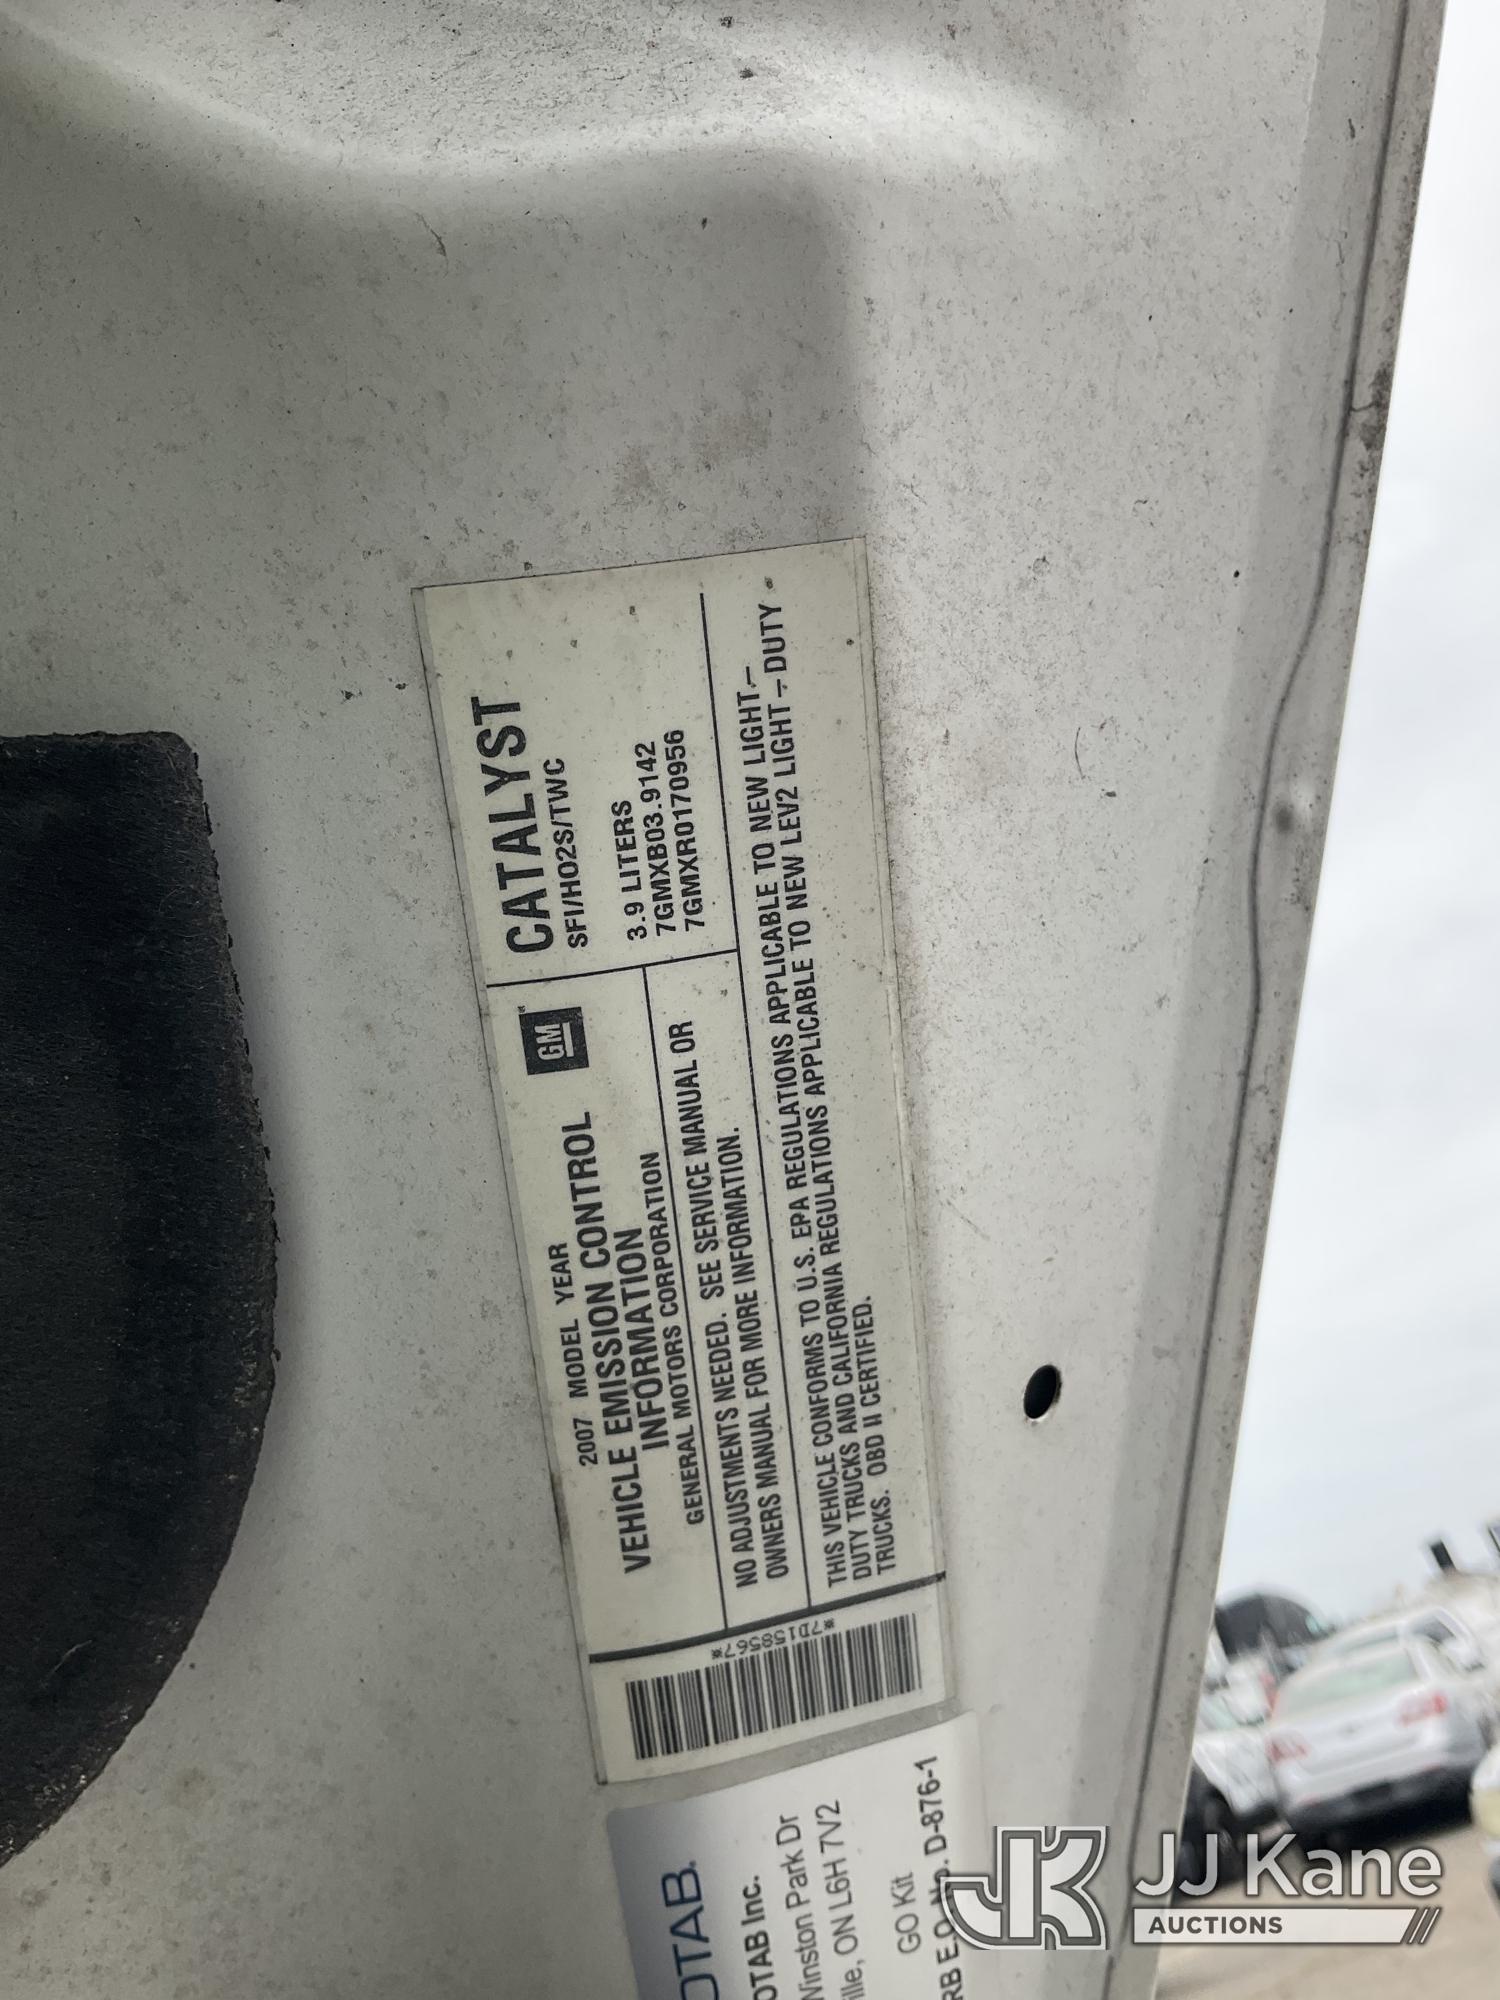 2007 MODEL YEAR
VEHICLE EMISSION CONTROL
INFORMATION
GENERAL MOTORS CORPORATION
GM
CATALYST
SFI/HO2S/TWC
3.9 LITERS
7GMXB03.9142
7GMXR0170956
NO ADJUSTMENTS NEEDED. SEE SERVICE MANUAL OR
OWNERS MANUAL FOR MORE INFORMATION.
THIS VEHICLE CONFORMS TO U.S. EPA REGULATIONS APPLICABLE TO NEW LIGHT-
DUTY TRUCKS AND CALIFORNIA REGULATIONS APPLICABLE TO NEW LEV2 LIGHT-DUTY
TRUCKS. OBD II CERTIFIED.
*7D158567*
OTAB.
OTAB Inc.
Winston Park Dr
ille, ON L6H 7V2
GO Kit
RB E.O. No. D-876-1
JJ Kane
AUCTIONS